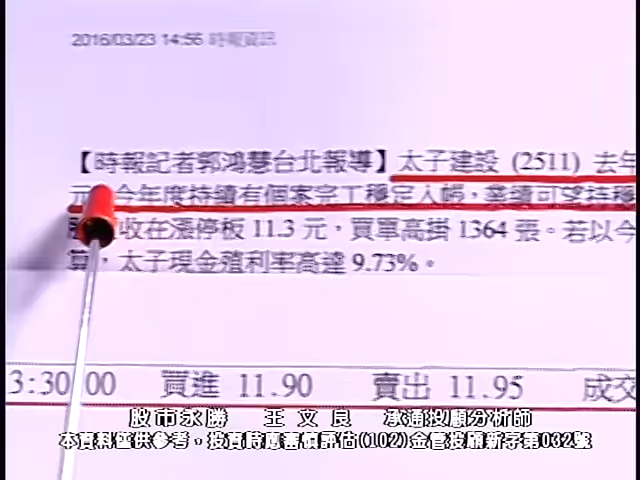 2016/03/23 14:56 時報資訊
【時報記者郭鴻慧台北報導】太子建設 (2511) 去年
元 今年度持續有個案完工穩定入帳，業績可望持穩
收在漲停板 11.3 元，買單高掛 1364 張。若以今
算，太子現金殖利率高達 9.73%。
3:30:00 買進 11.90 賣出 11.95 成交
股市永勝 王文良 承通投顧分析師
本資料僅供參考，投資時應審慎評估(102)金管投顧新字第032號